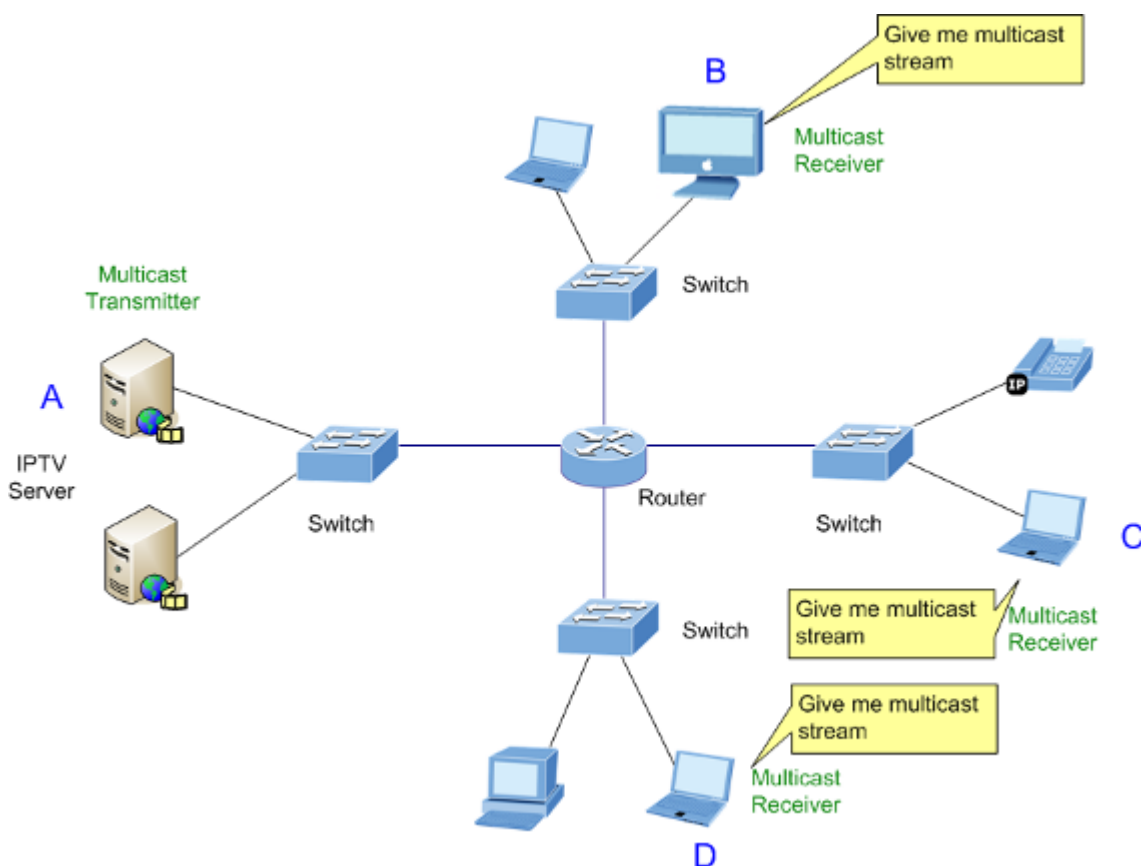 Give me multicast
stream
B
Multicast
Receiver
Multicast
Transmitter
Switch
A
IP
IPTV
Server
Router
Switch
Switch
C
Switch
Give me multicast
stream
Multicast
Receiver
Give me multicast
stream
Multicast
Receiver
D